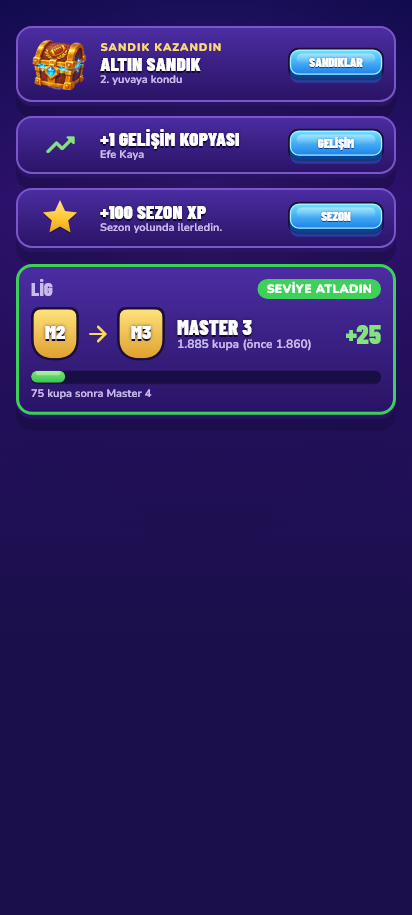 SANDIK KAZANDIN
ALTIN SANDIK
2. yuvaya kondu
SANDIKLAR
+1 GELİŞİM KOPYASI
Efe Kaya
GELİŞİM
+100 SEZON XP
Sezon yolunda ilerledin.
SEZON
LİG
SEVİYE ATLADIN
M2
M3
MASTER 3
1.885 kupa (önce 1.860)
+25
75 kupa sonra Master 4